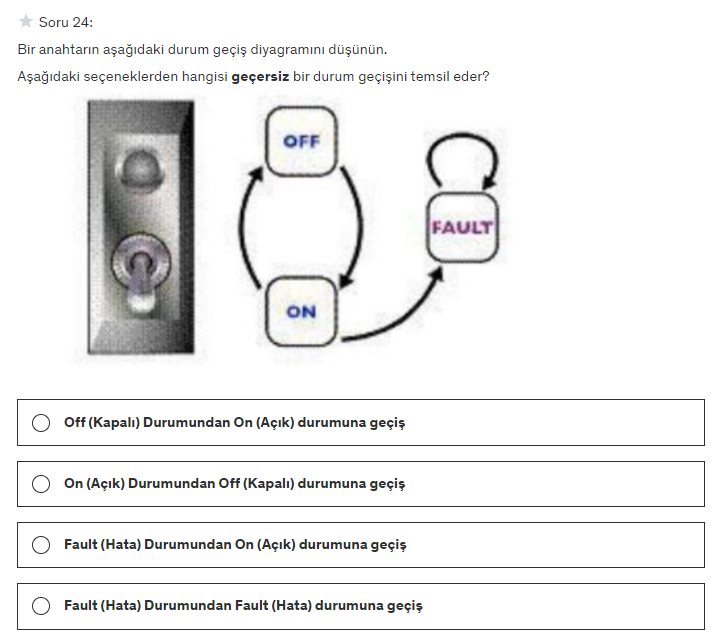 Soru 24:
Bir anahtarın aşağıdaki durum geçiş diyagramını düşünün.
Aşağıdaki seçeneklerden hangisi geçersiz bir durum geçişini temsil eder?
OFF
FAULT
ON
Off (Kapalı) Durumundan On (Açık) durumuna geçiş
On (Açık) Durumundan Off (Kapalı) durumuna geçiş
Fault (Hata) Durumundan On (Açık) durumuna geçiş
Fault (Hata) Durumundan Fault (Hata) durumuna geçiş